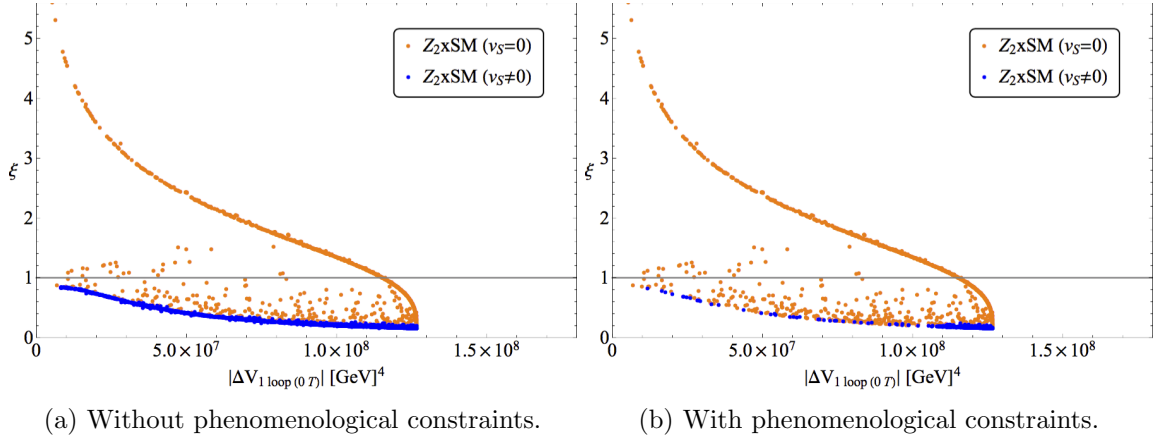 5
4
3
2
1
0
ξ
0
5.0×10⁷
1.0×10⁸
1.5×10⁸
|ΔV₁ ₗₒₒₚ ₍₀ T₎| [GeV]⁴
Z₂xSM (v_S=0)
Z₂xSM (v_S≠0)
(a) Without phenomenological constraints.
5
4
3
2
1
0
ξ
0
5.0×10⁷
1.0×10⁸
1.5×10⁸
|ΔV₁ ₗₒₒₚ ₍₀ T₎| [GeV]⁴
Z₂xSM (v_S=0)
Z₂xSM (v_S≠0)
(b) With phenomenological constraints.